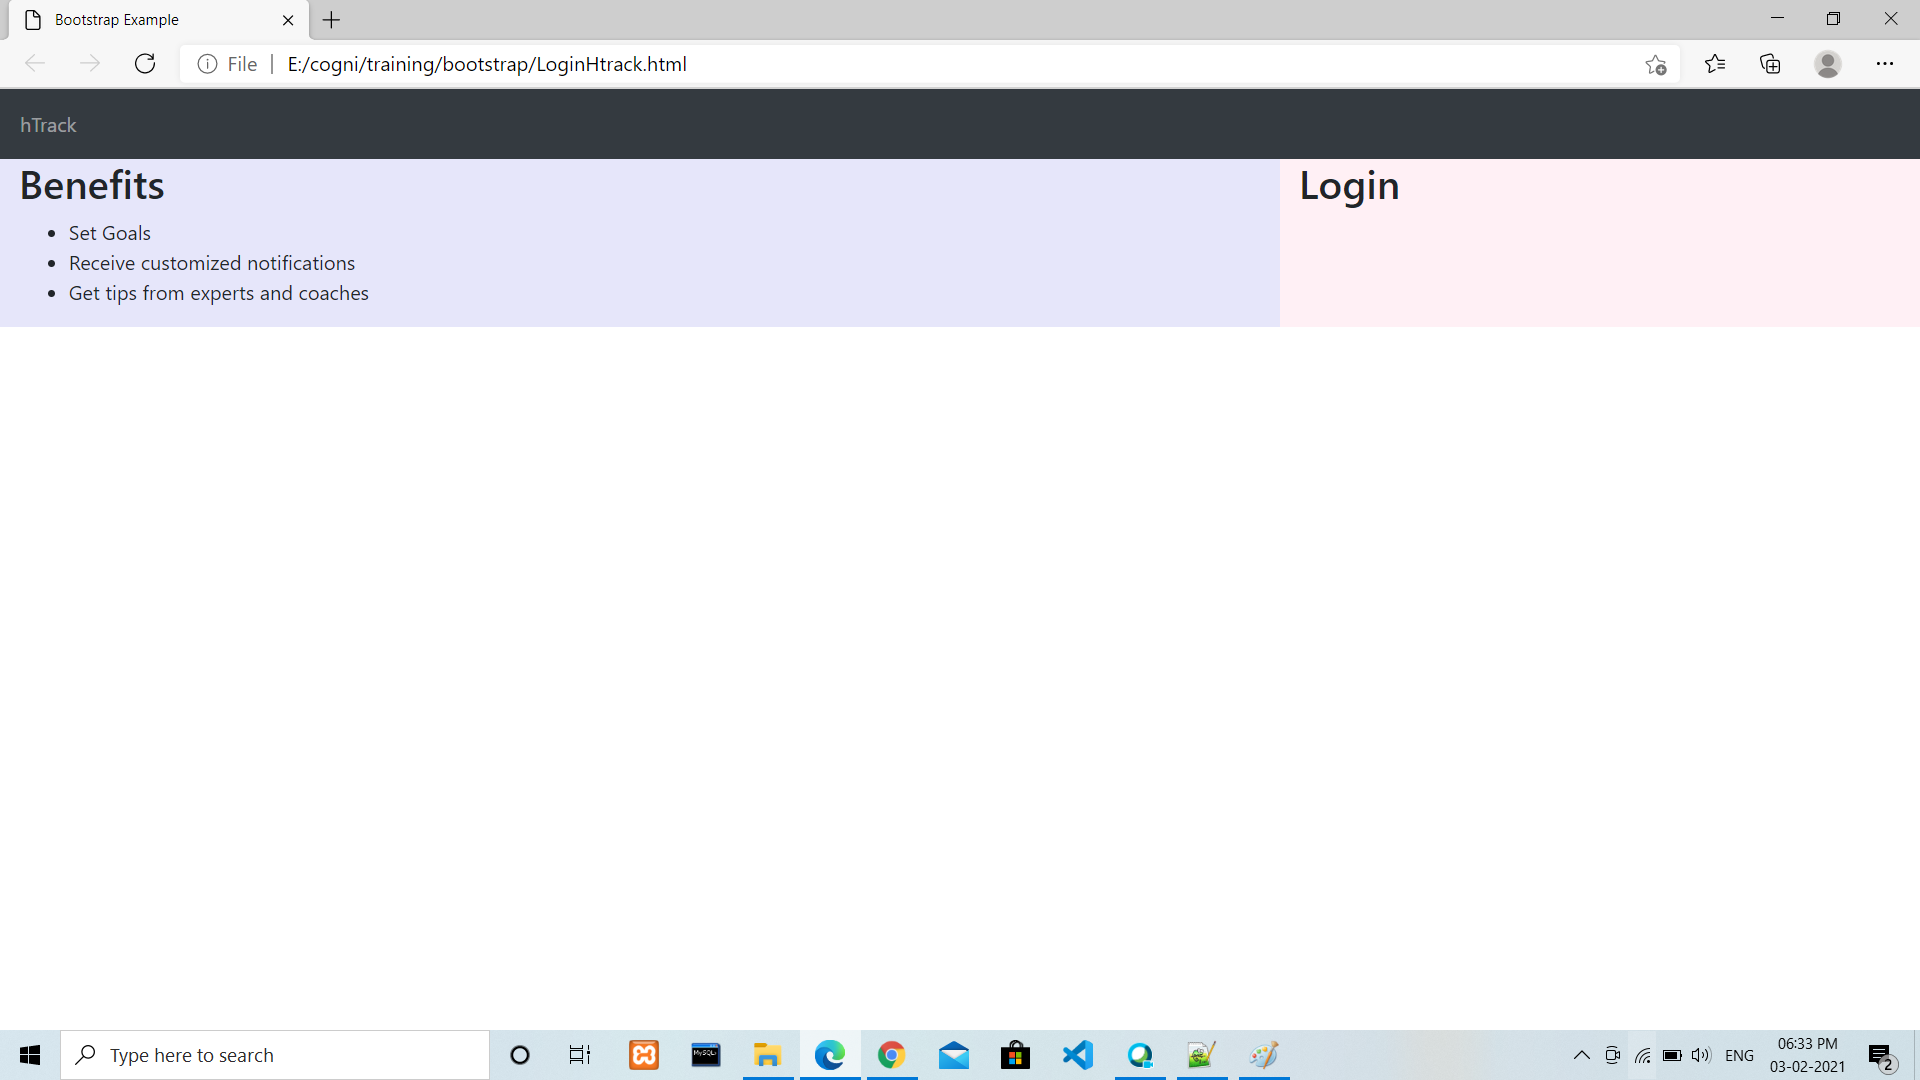 Bootstrap Example
File | E:/cogni/training/bootstrap/LoginHtrack.html
hTrack
Benefits
• Set Goals
• Receive customized notifications
• Get tips from experts and coaches
Login
Type here to search
MySQL
ENG
06:33 PM
03-02-2021
2